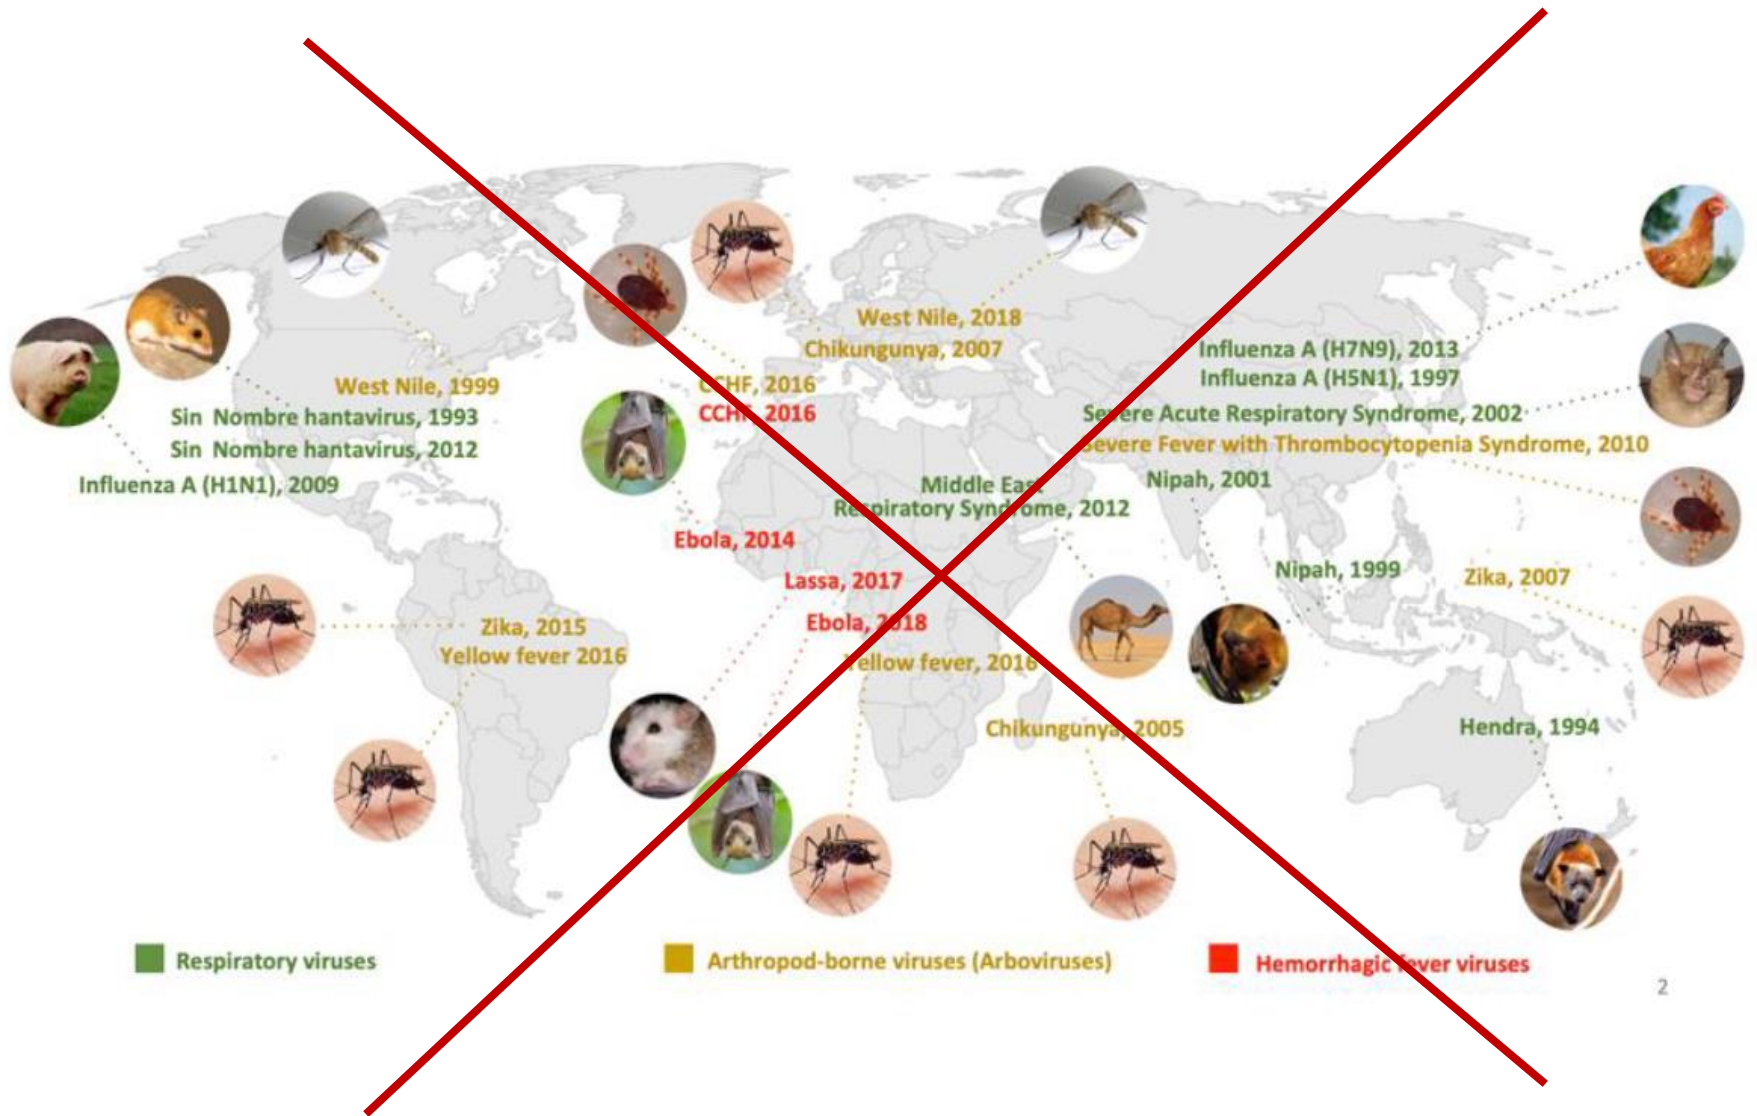 West Nile, 2018
Chikungunya, 2007
West Nile, 1999
Sin Nombre hantavirus, 1993
Sin Nombre hantavirus, 2012
Influenza A (H1N1), 2009
CCHF, 2016
CCHF, 2016
Influenza A (H7N9), 2013
Influenza A (H5N1), 1997
Severe Acute Respiratory Syndrome, 2002
Severe Fever with Thrombocytopenia Syndrome, 2010
Nipah, 2001
Middle East
Respiratory Syndrome, 2012
Ebola, 2014
Lassa, 2017
Ebola, 2018
Yellow fever, 2016
Nipah, 1999
Zika, 2007
Zika, 2015
Yellow fever 2016
Chikungunya, 2005
Hendra, 1994
Respiratory viruses
Arthropod-borne viruses (Arboviruses)
Hemorrhagic fever viruses
2